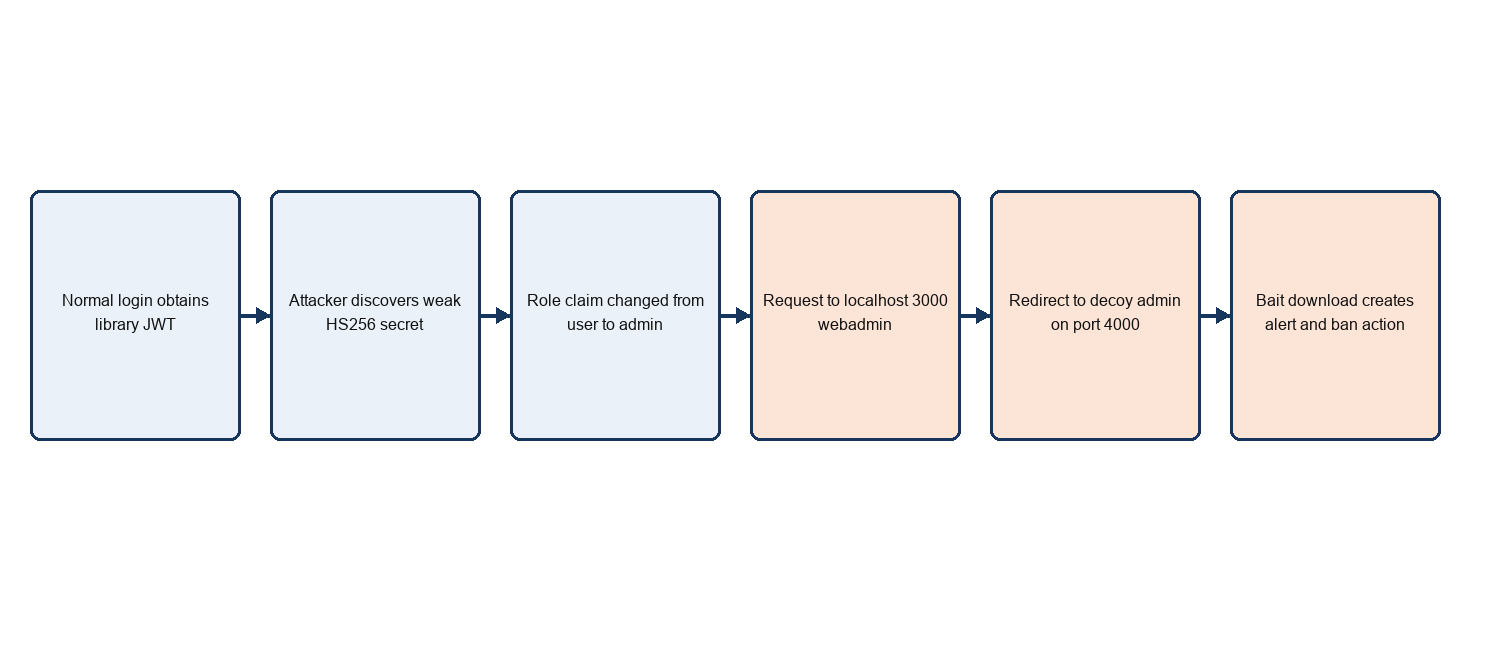 Normal login obtains
library JWT
Attacker discovers weak
HS256 secret
Role claim changed from
user to admin
Request to localhost 3000
webadmin
Redirect to decoy admin
on port 4000
Bait download creates
alert and ban action